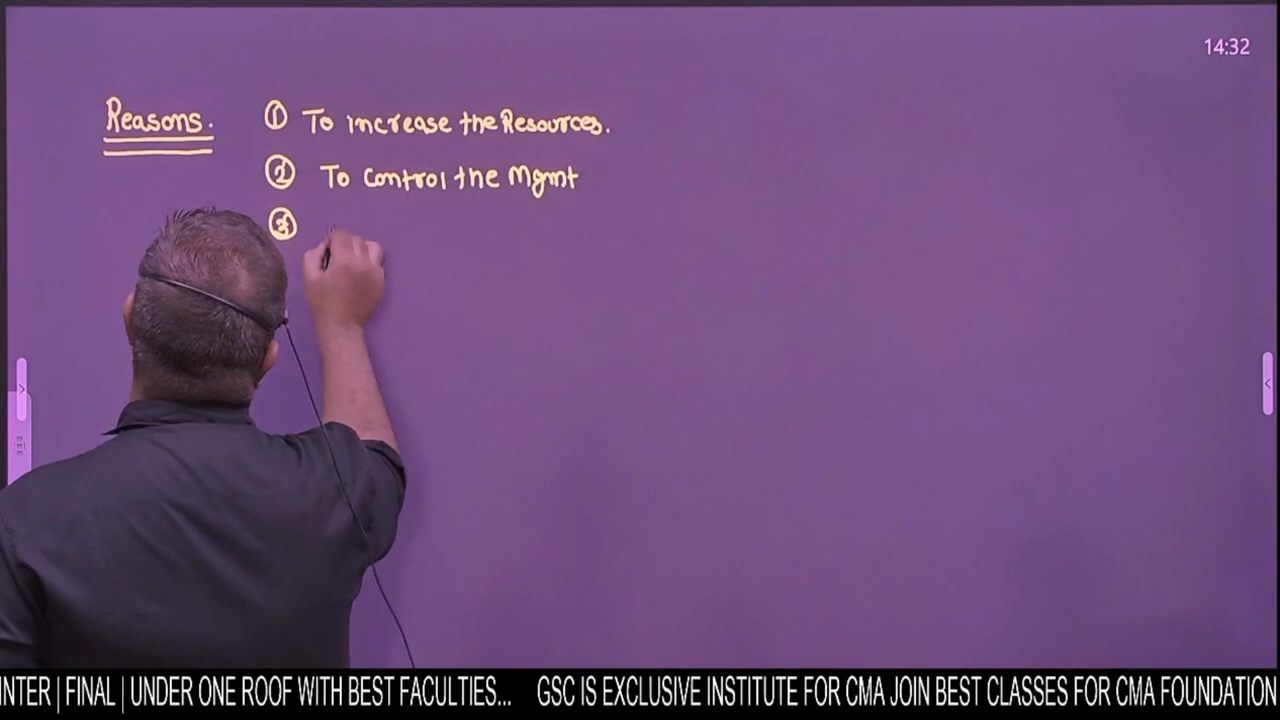 14:32
Reasons. ① To increase the Resources.
② To control the Mgmt
③
INTER | FINAL | UNDER ONE ROOF WITH BEST FACULTIES... GSC IS EXCLUSIVE INSTITUTE FOR CMA JOIN BEST CLASSES FOR CMA FOUNDATION